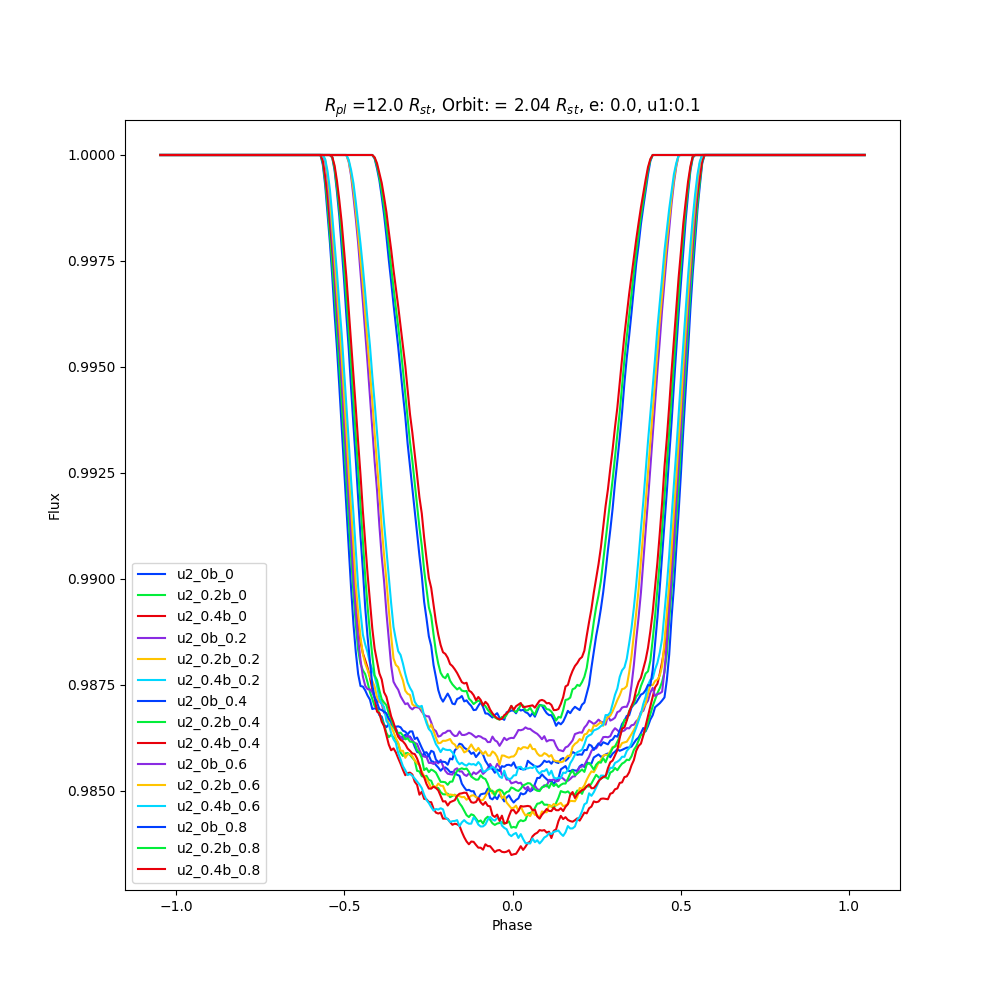 R_pl =12.0 R_st, Orbit: = 2.04 R_st, e: 0.0, u1:0.1
1.0000
0.9975
0.9950
0.9925
0.9900
0.9875
0.9850
Flux
u2_0b_0
u2_0.2b_0
u2_0.4b_0
u2_0b_0.2
u2_0.2b_0.2
u2_0.4b_0.2
u2_0b_0.4
u2_0.2b_0.4
u2_0.4b_0.4
u2_0b_0.6
u2_0.2b_0.6
u2_0.4b_0.6
u2_0b_0.8
u2_0.2b_0.8
u2_0.4b_0.8
−1.0 −0.5 0.0 0.5 1.0
Phase